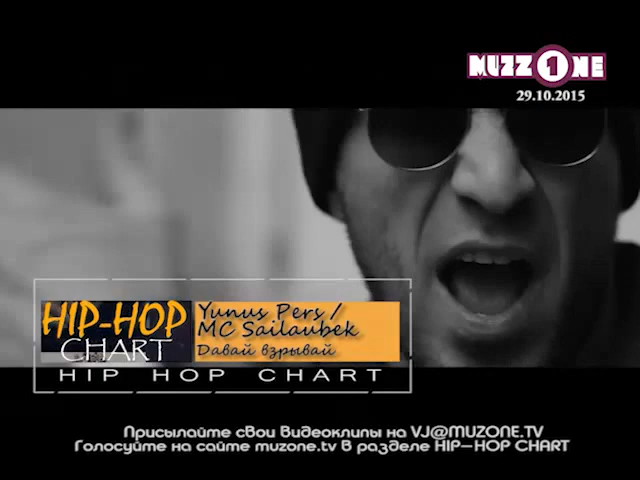 MUZZ1NE
29.10.2015
HIP-HOP
CHART
Yunus Pers /
MC Sailaubek
Давай взрывай
HIP HOP CHART
Присылайте свои видеоклипы на VJ@MUZONE.TV
Голосуйте на сайте muzone.tv в разделе HIP-HOP CHART